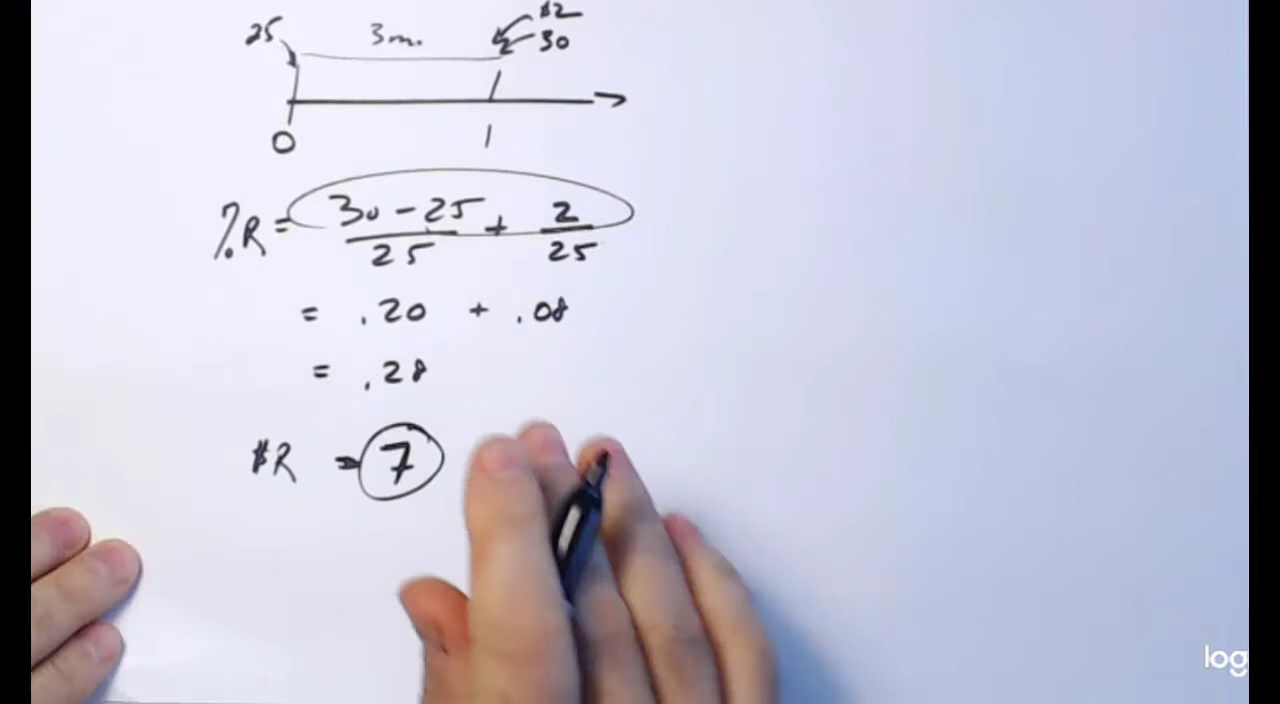 $2
25 3m. 30
0 1
%R = 30 - 25 / 25 + 2 / 25
= .20 + .08
= .28
$R = 7
log